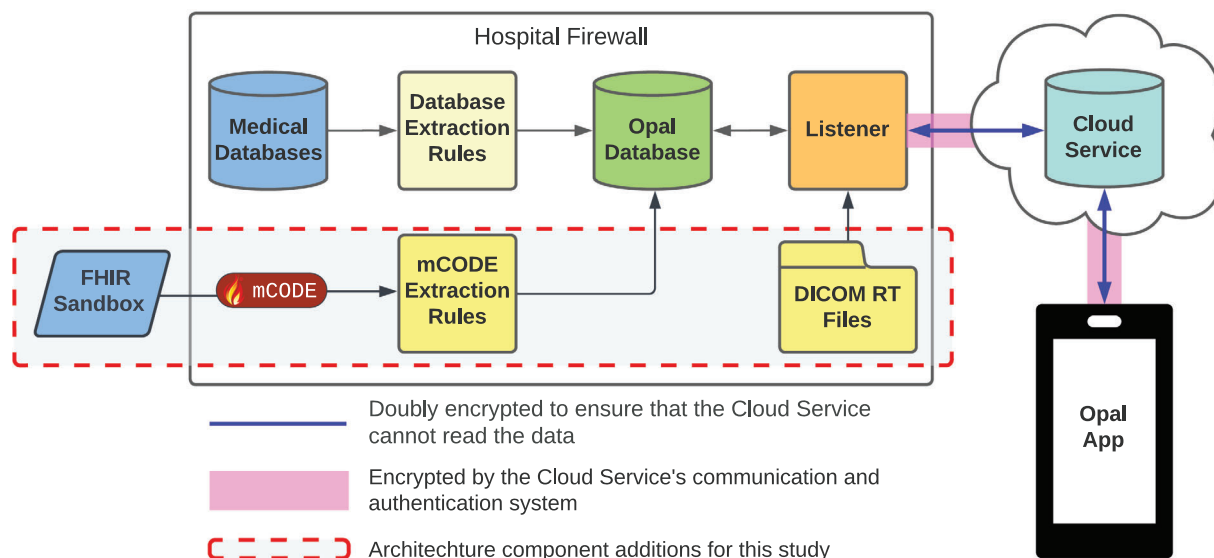 Hospital Firewall
Medical
Databases
Database
Extraction
Rules
Opal
Database
Listener
Cloud
Service
FHIR
Sandbox
mCODE
mCODE
Extraction
Rules
DICOM RT
Files
Opal
App
Doubly encrypted to ensure that the Cloud Service
cannot read the data
Encrypted by the Cloud Service's communication and
authentication system
Architechture component additions for this study